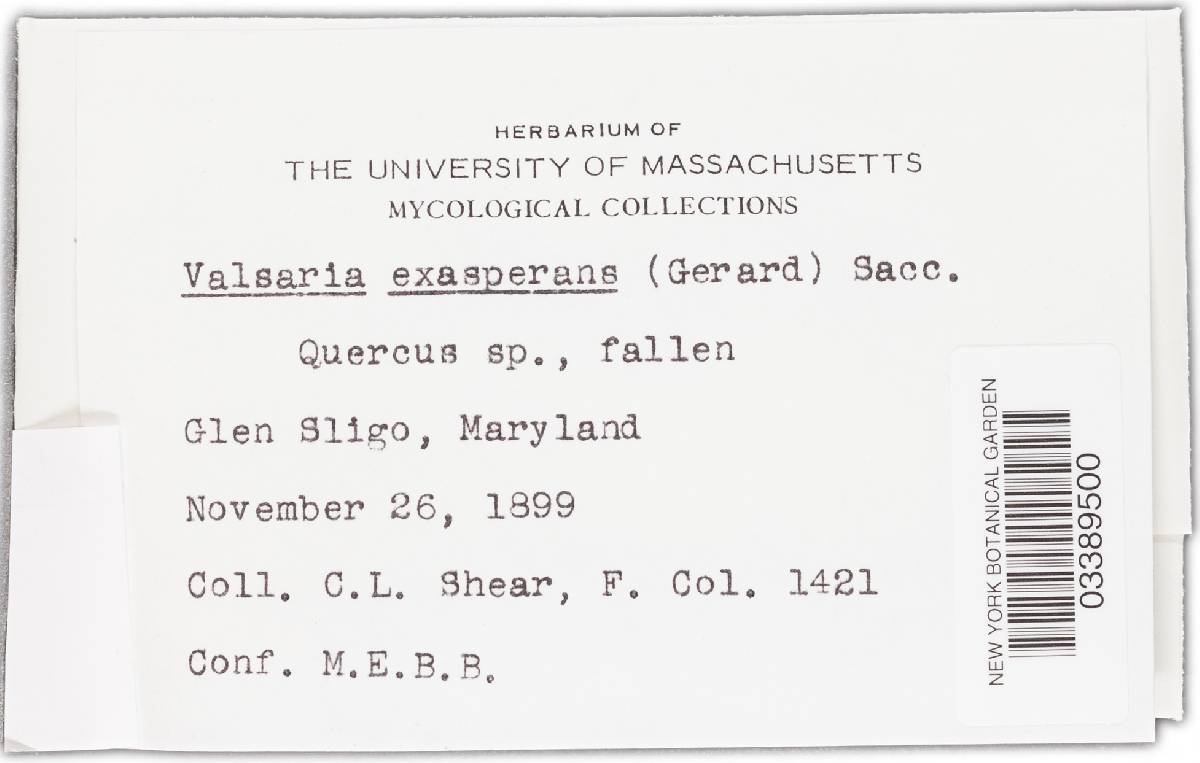 HERBARIUM OF
THE UNIVERSITY OF MASSACHUSETTS
MYCOLOGICAL COLLECTIONS
Valsaria exasperans (Gerard) Sacc.
Quercus sp., fallen
Glen Sligo, Maryland
November 26, 1899
Coll. C.L. Shear, F. Col. 1421
Conf. M.E.B.B.
NEW YORK BOTANICAL GARDEN
03389500